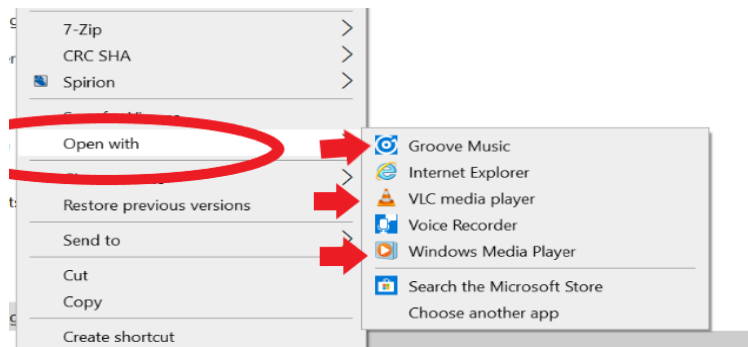 7-Zip
CRC SHA
Spirion
Open with
Restore previous versions
Send to
Cut
Copy
Create shortcut
Groove Music
Internet Explorer
VLC media player
Voice Recorder
Windows Media Player
Search the Microsoft Store
Choose another app